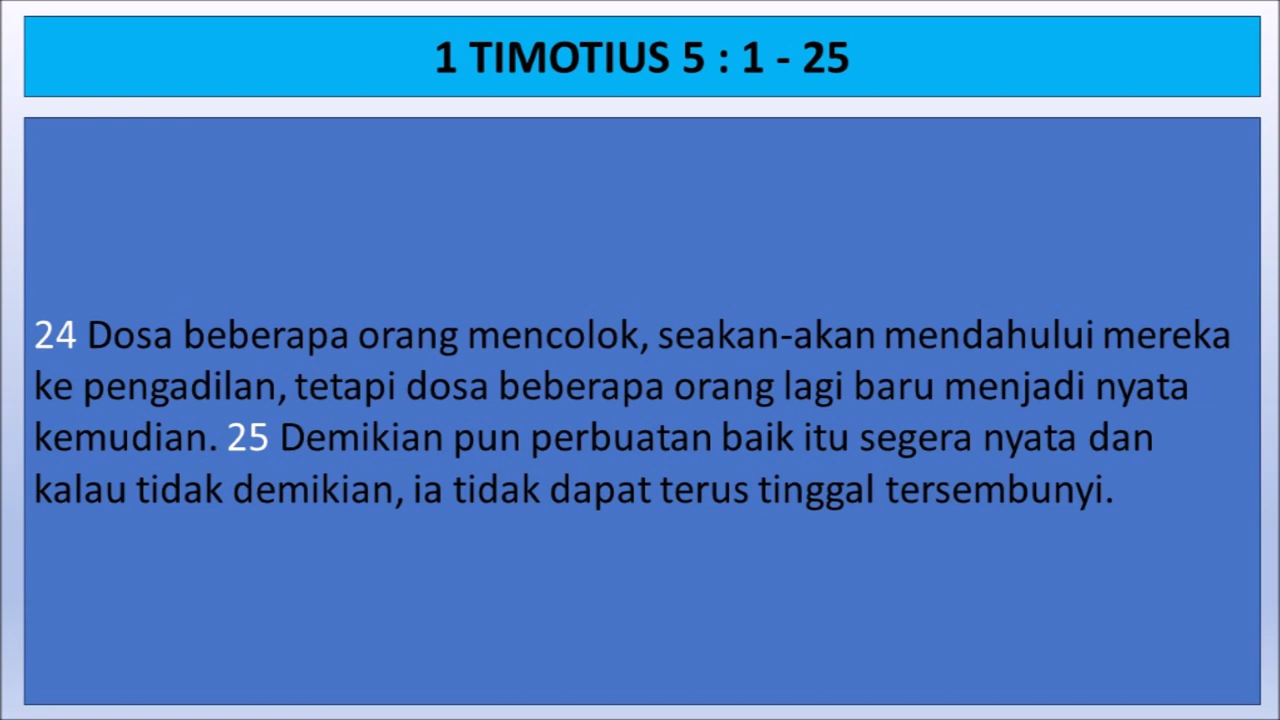 1 TIMOTIUS 5 : 1 - 25
24 Dosa beberapa orang mencolok, seakan-akan mendahului mereka
ke pengadilan, tetapi dosa beberapa orang lagi baru menjadi nyata
kemudian. 25 Demikian pun perbuatan baik itu segera nyata dan
kalau tidak demikian, ia tidak dapat terus tinggal tersembunyi.